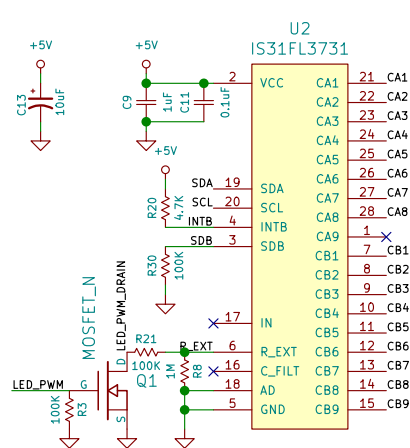 U2
IS31FL3731
+5V
+5V
C13
10uF
C9
1uF
C11
0.1uF
2 VCC
CA1 21 CA1
CA2 22 CA2
CA3 23 CA3
CA4 24 CA4
CA5 25 CA5
CA6 26 CA6
CA7 27 CA7
CA8 28 CA8
CA9 1
+5V
R20
4.7K
SDA 19 SDA
SCL 20 SCL
INTB 4 INTB
SDB 3 SDB
R30
100K
CB1 7 CB1
CB2 8 CB2
CB3 9 CB3
CB4 10 CB4
CB5 11 CB5
CB6 12 CB6
CB7 13 CB7
CB8 14 CB8
CB9 15 CB9
17 IN
R_EXT 6 R_EXT
16 C_FILT
18 AD
5 GND
MOSFET_N
LED_PWM_DRAIN
R21
100K
1M
R8
D
G
S
Q1
LED_PWM
100K
R3